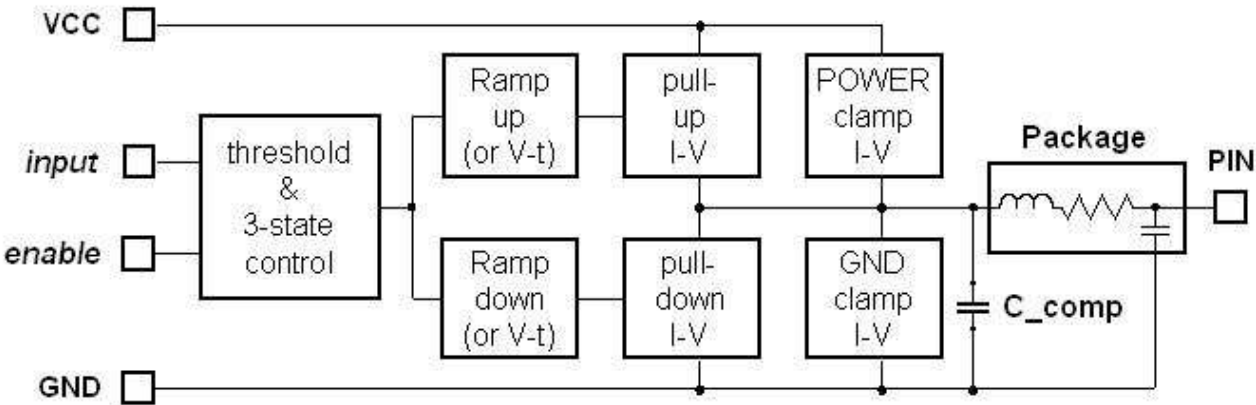 VCC
input
enable
GND
threshold
&
3-state
control
Ramp
up
(or V-t)
Ramp
down
(or V-t)
pull-
up
I-V
pull-
down
I-V
POWER
clamp
I-V
GND
clamp
I-V
C_comp
Package
PIN